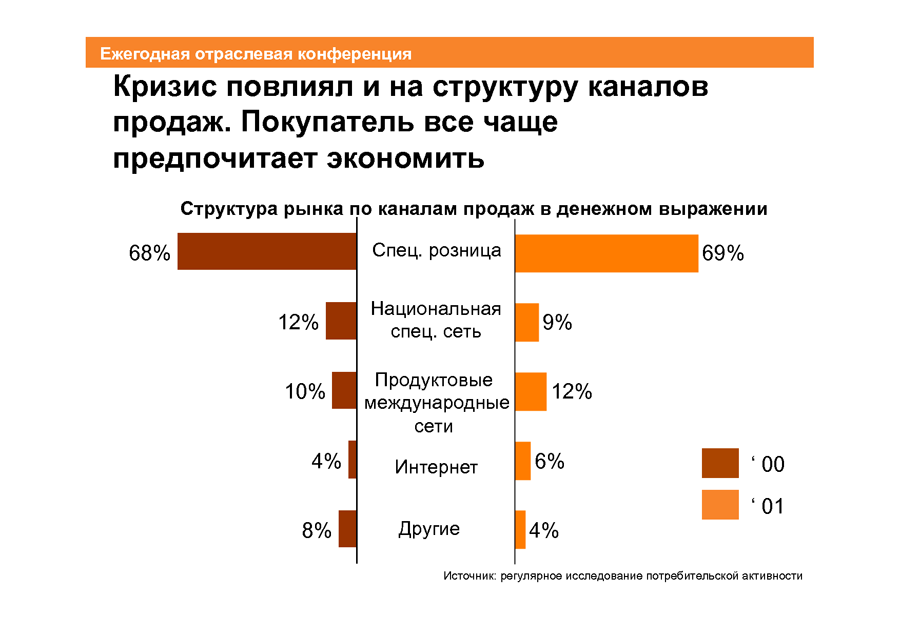 Ежегодная отраслевая конференция
Кризис повлиял и на структуру каналов
продаж. Покупатель все чаще
предпочитает экономить
Структура рынка по каналам продаж в денежном выражении
68%
Спец. розница
69%
12%
Национальная
спец. сеть
9%
10%
Продуктовые
международные
сети
12%
4%
Интернет
6%
8%
Другие
4%
‘ 00
‘ 01
Источник: регулярное исследование потребительской активности